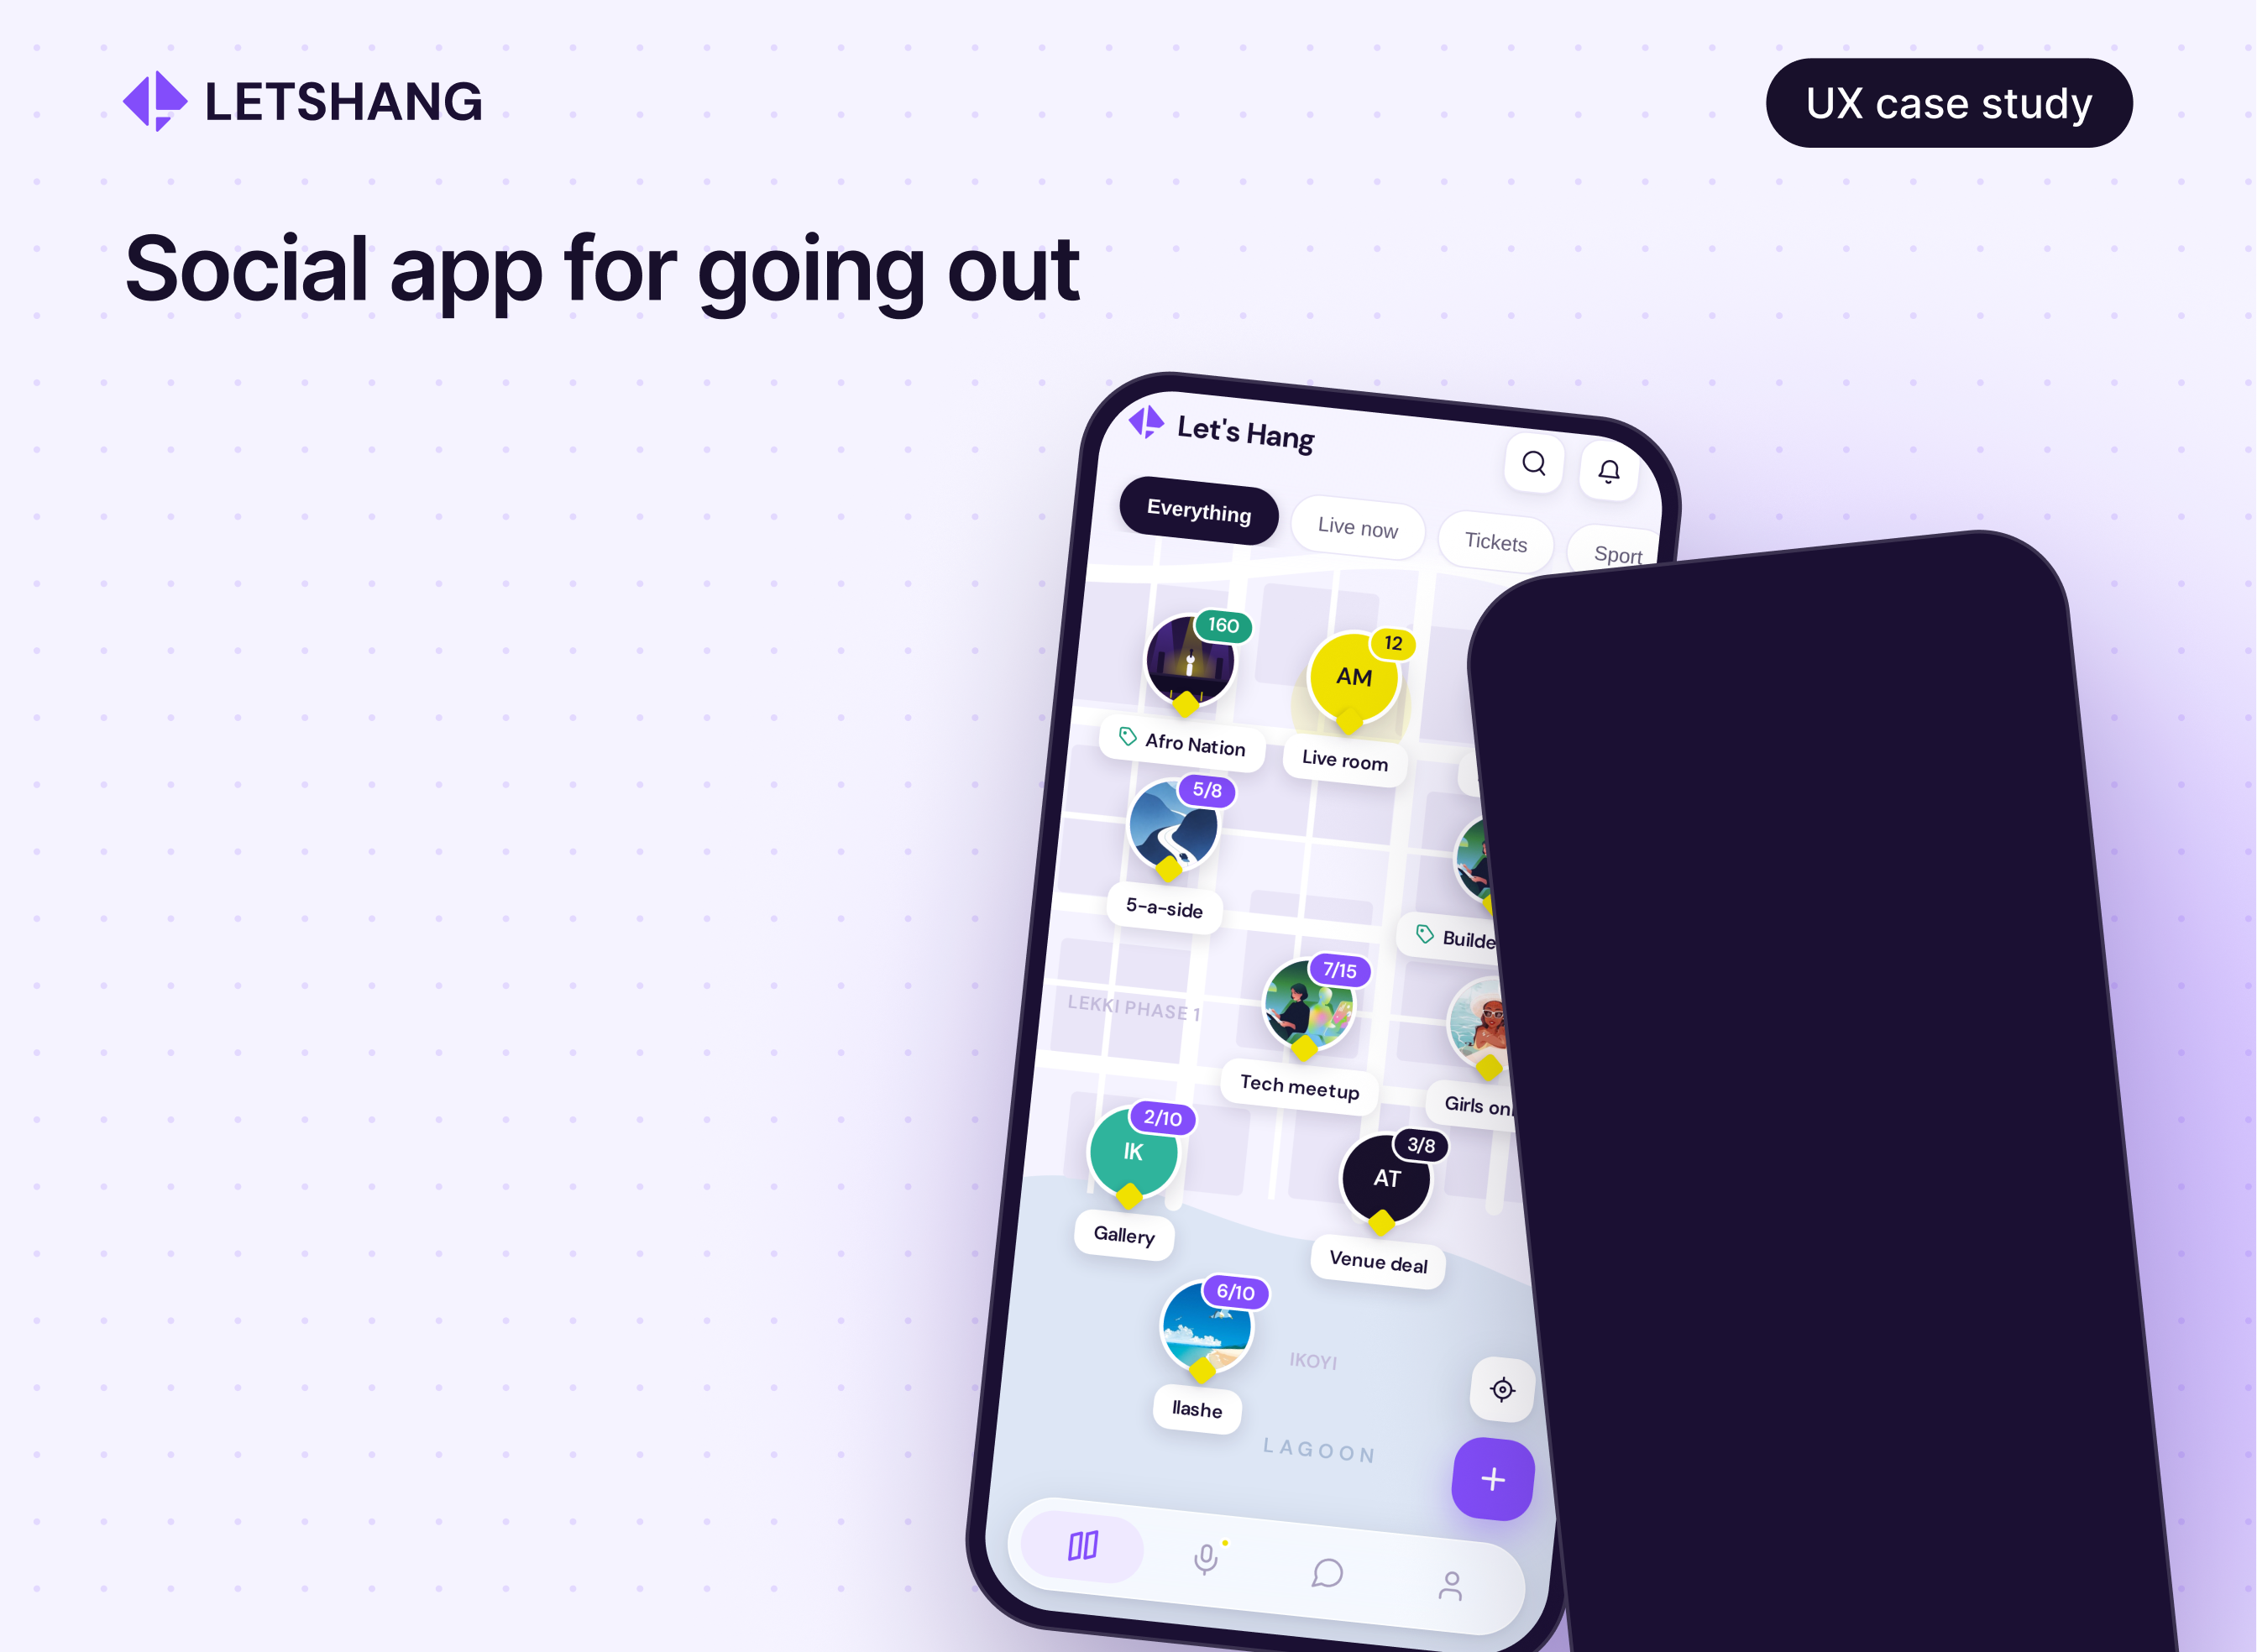 LETSHANG
UX case study
Social app for going out
Let's Hang
Everything
Live now
Tickets
Sport
160
12
AM
Afro Nation
Live room
5/8
5-a-side
Builde
7/15
LEKKI PHASE 1
Tech meetup
Girls
2/10
IK
3/8
AT
Gallery
Venue deal
6/10
IKOYI
Ilashe
LAGOON